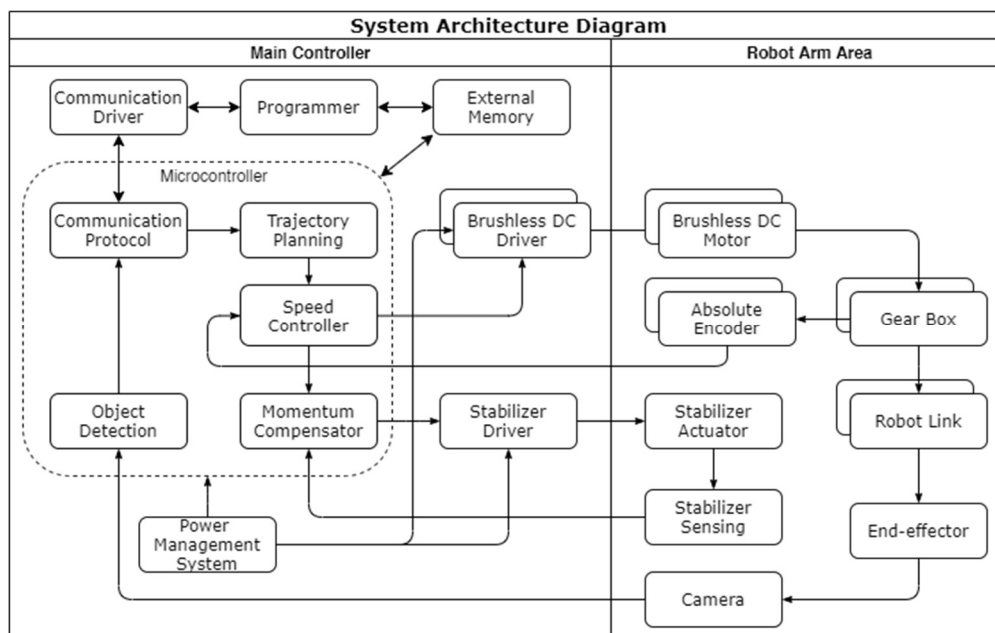 System Architecture Diagram
Main Controller
Robot Arm Area
Communication
Driver
Programmer
External
Memory
Microcontroller
Communication
Protocol
Trajectory
Planning
Brushless DC
Driver
Brushless DC
Motor
Speed
Controller
Absolute
Encoder
Gear Box
Object
Detection
Momentum
Compensator
Stabilizer
Driver
Stabilizer
Actuator
Robot Link
Power
Management
System
Stabilizer
Sensing
End-effector
Camera